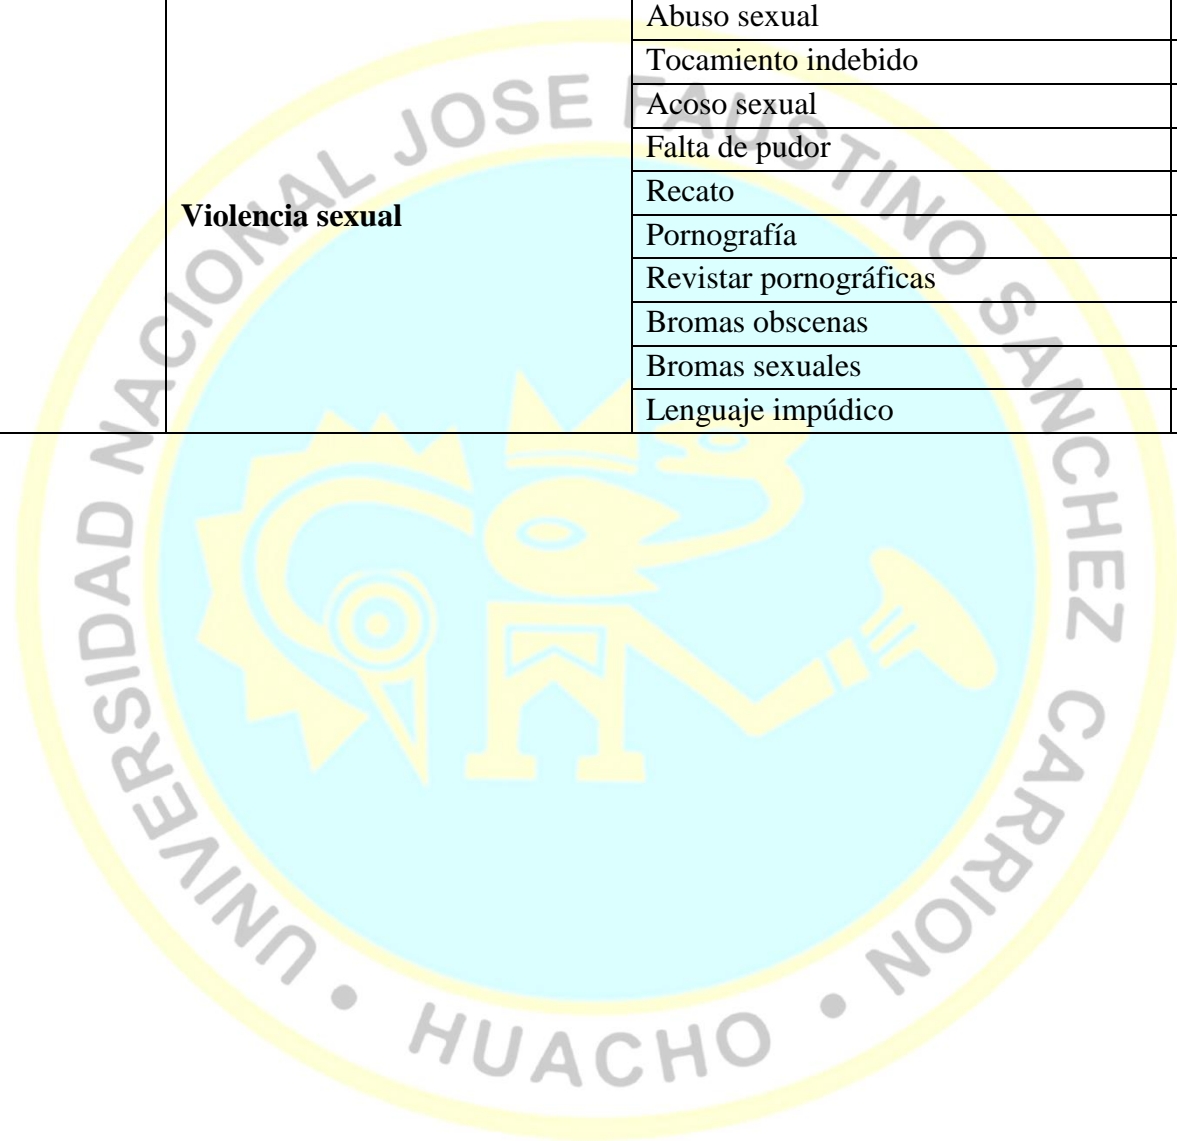 Abuso sexual
Tocamiento indebido
Acoso sexual
Falta de pudor
Recato
Violencia sexual
Pornografía
Revistar pornográficas
Bromas obscenas
Bromas sexuales
Lenguaje impúdico
UNIVERSIDAD NACIONAL JOSE FAUSTINO SANCHEZ CARRION • HUACHO •